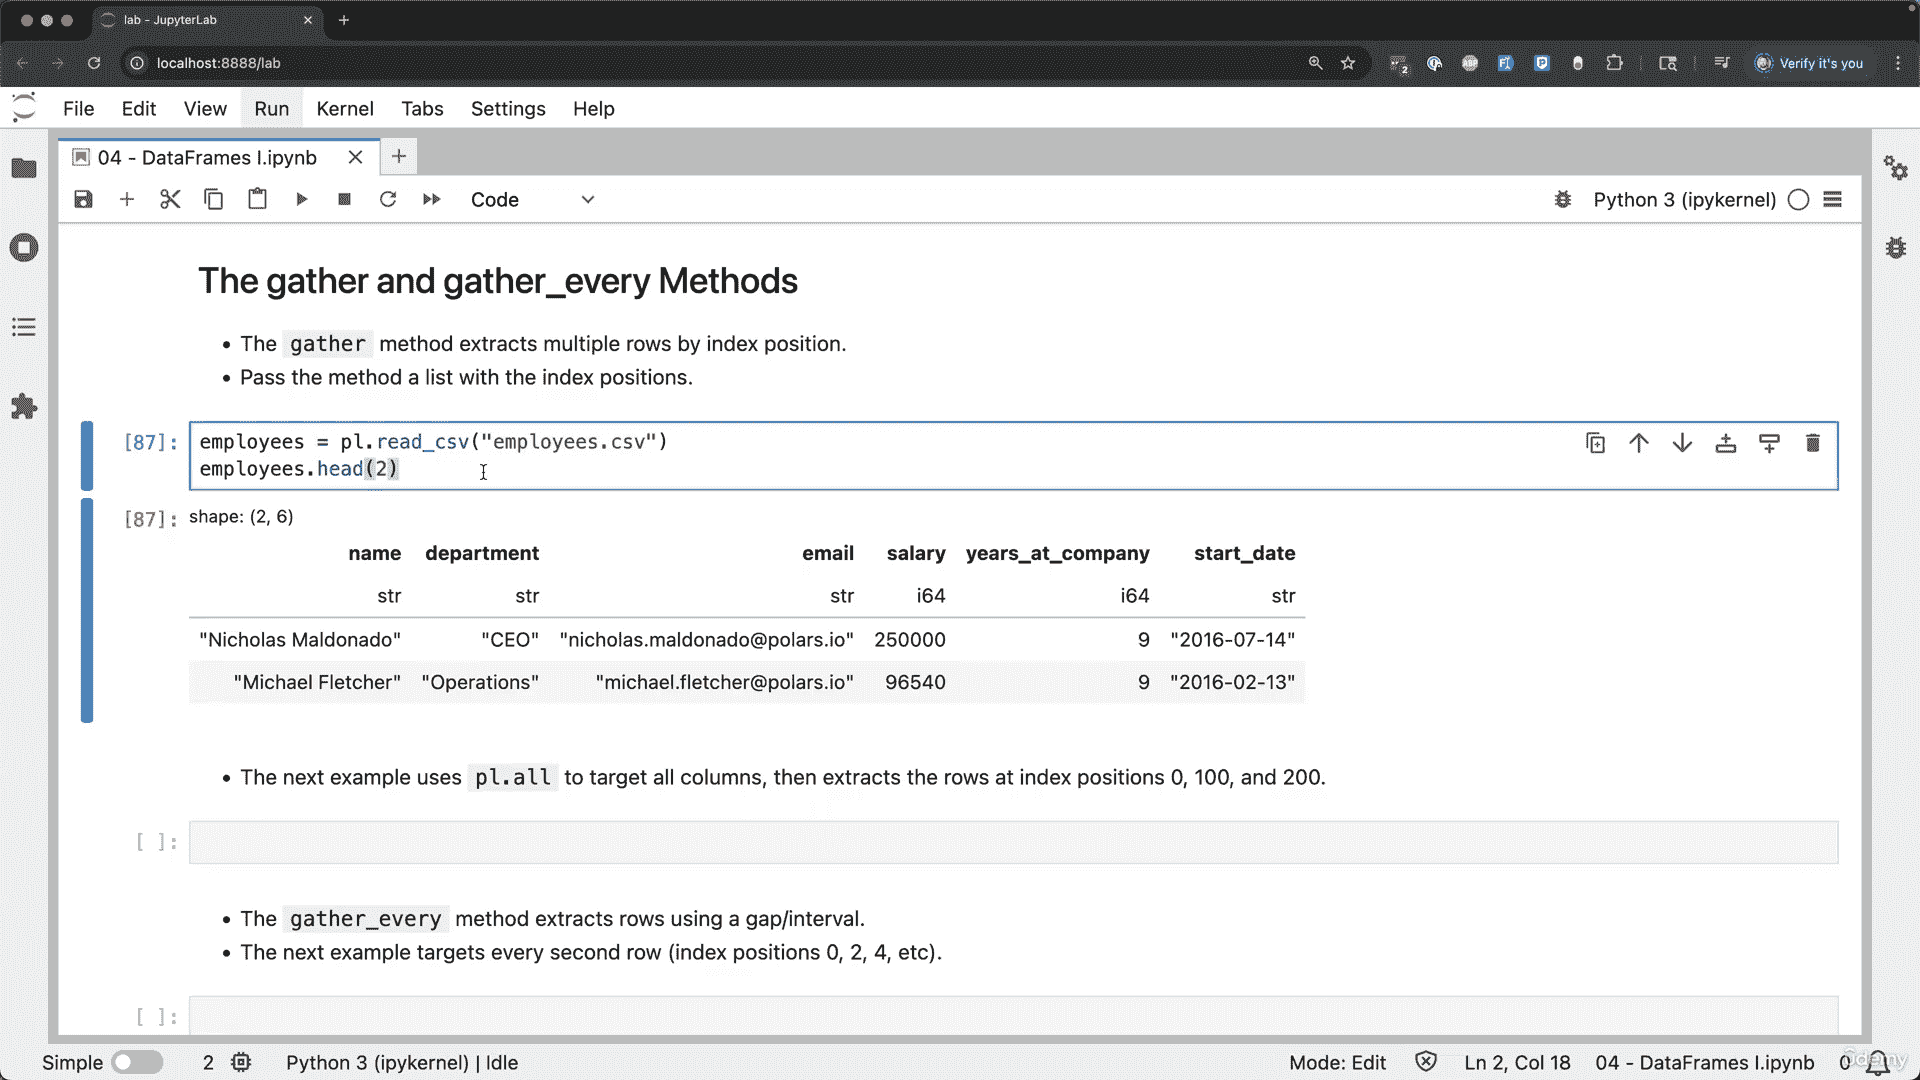 lab - JupyterLab
localhost:8888/lab
2
Verify it's you
File Edit View Run Kernel Tabs Settings Help
04 - DataFrames I.ipynb
Code
Python 3 (ipykernel)
The gather and gather_every Methods
• The gather method extracts multiple rows by index position.
• Pass the method a list with the index positions.
[87]: employees = pl.read_csv("employees.csv")
employees.head(2)
[87]: shape: (2, 6)
name department email salary years_at_company start_date
str str str i64 i64 str
"Nicholas Maldonado" "CEO" "nicholas.maldonado@polars.io" 250000 9 "2016-07-14"
"Michael Fletcher" "Operations" "michael.fletcher@polars.io" 96540 9 "2016-02-13"
• The next example uses pl.all to target all columns, then extracts the rows at index positions 0, 100, and 200.
[ ]:
• The gather_every method extracts rows using a gap/interval.
• The next example targets every second row (index positions 0, 2, 4, etc).
[ ]:
Simple 2 Python 3 (ipykernel) | Idle Mode: Edit Ln 2, Col 18 04 - DataFrames I.ipynb 0
udemy